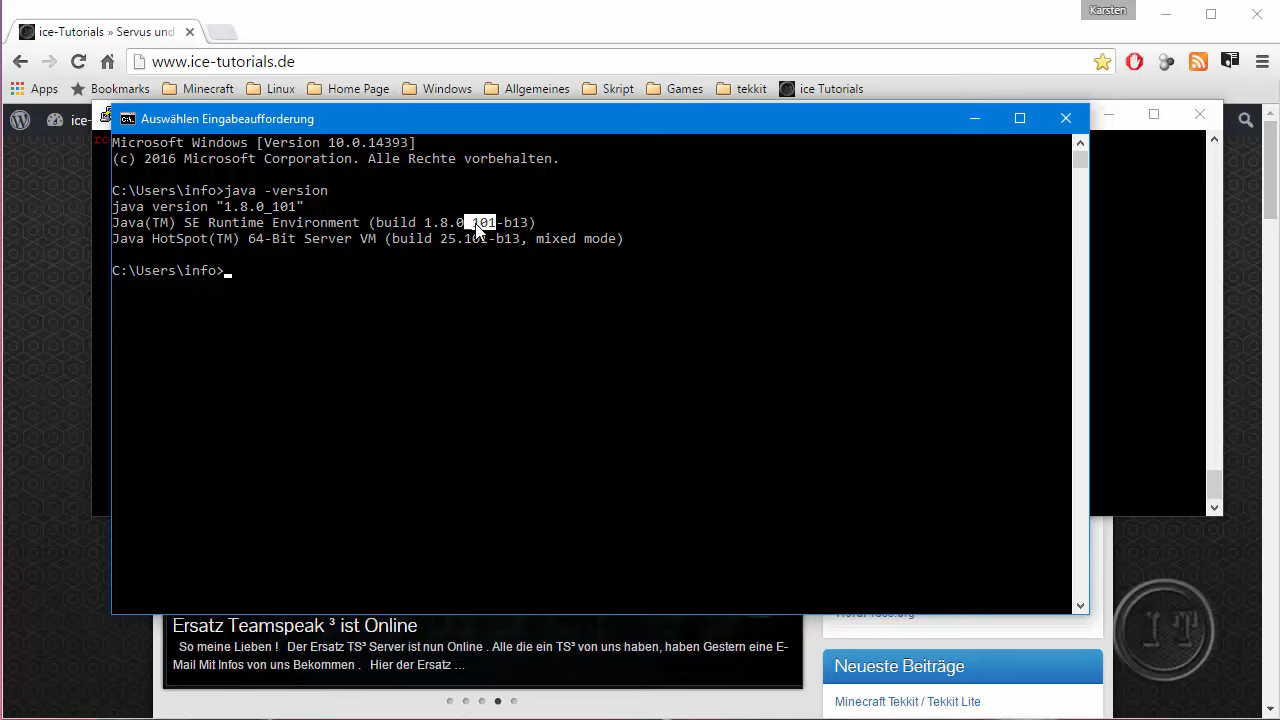 Karsten
ice-Tutorials » Servus und
www.ice-tutorials.de
Apps Bookmarks Minecraft Linux Home Page Windows Allgemeines Skript Games tekkit ice Tutorials
ice-
Auswählen Eingabeaufforderung
Microsoft Windows [Version 10.0.14393]
(c) 2016 Microsoft Corporation. Alle Rechte vorbehalten.
C:\Users\info>java -version
java version "1.8.0_101"
Java(TM) SE Runtime Environment (build 1.8.0_101-b13)
Java HotSpot(TM) 64-Bit Server VM (build 25.101-b13, mixed mode)
C:\Users\info>
Ersatz Teamspeak ³ ist Online
So meine Lieben ! Der Ersatz TS³ Server ist nun Online . Alle die ein TS³ von uns haben, haben Gestern eine E-
Mail Mit Infos von uns Bekommen . Hier der Ersatz ...
IT
Neueste Beiträge
Minecraft Tekkit / Tekkit Lite